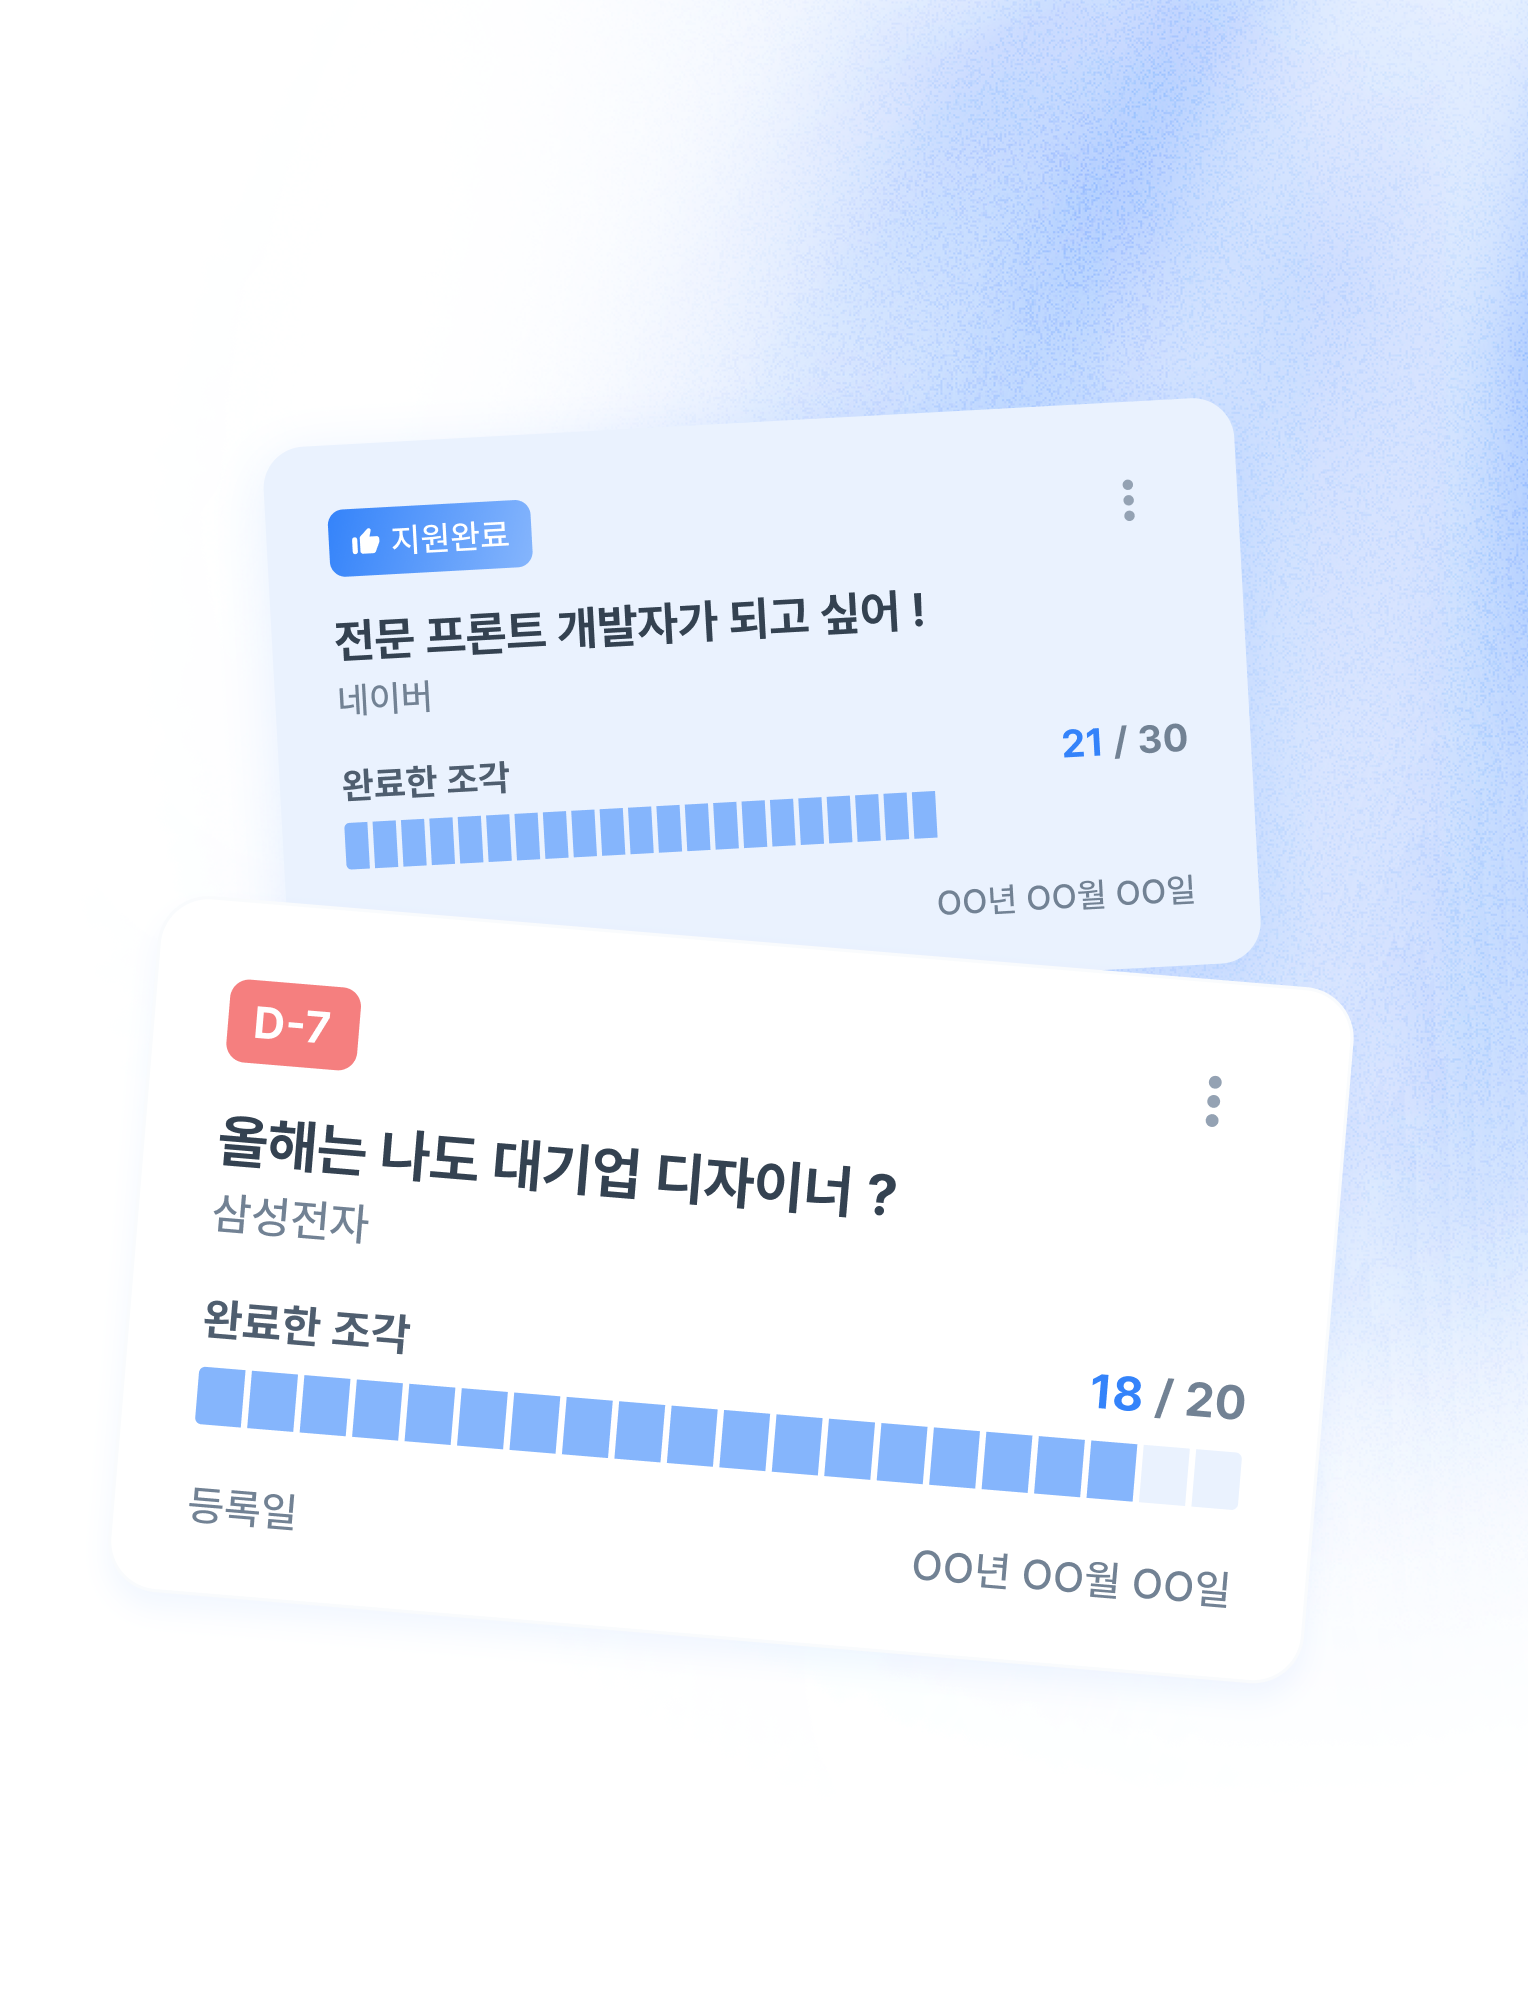 지원완료
전문 프론트 개발자가 되고 싶어 !
네이버
완료한 조각
21 / 30
OO년 OO월 OO일
D-7
올해는 나도 대기업 디자이너 ?
삼성전자
완료한 조각
18 / 20
등록일
OO년 OO월 OO일